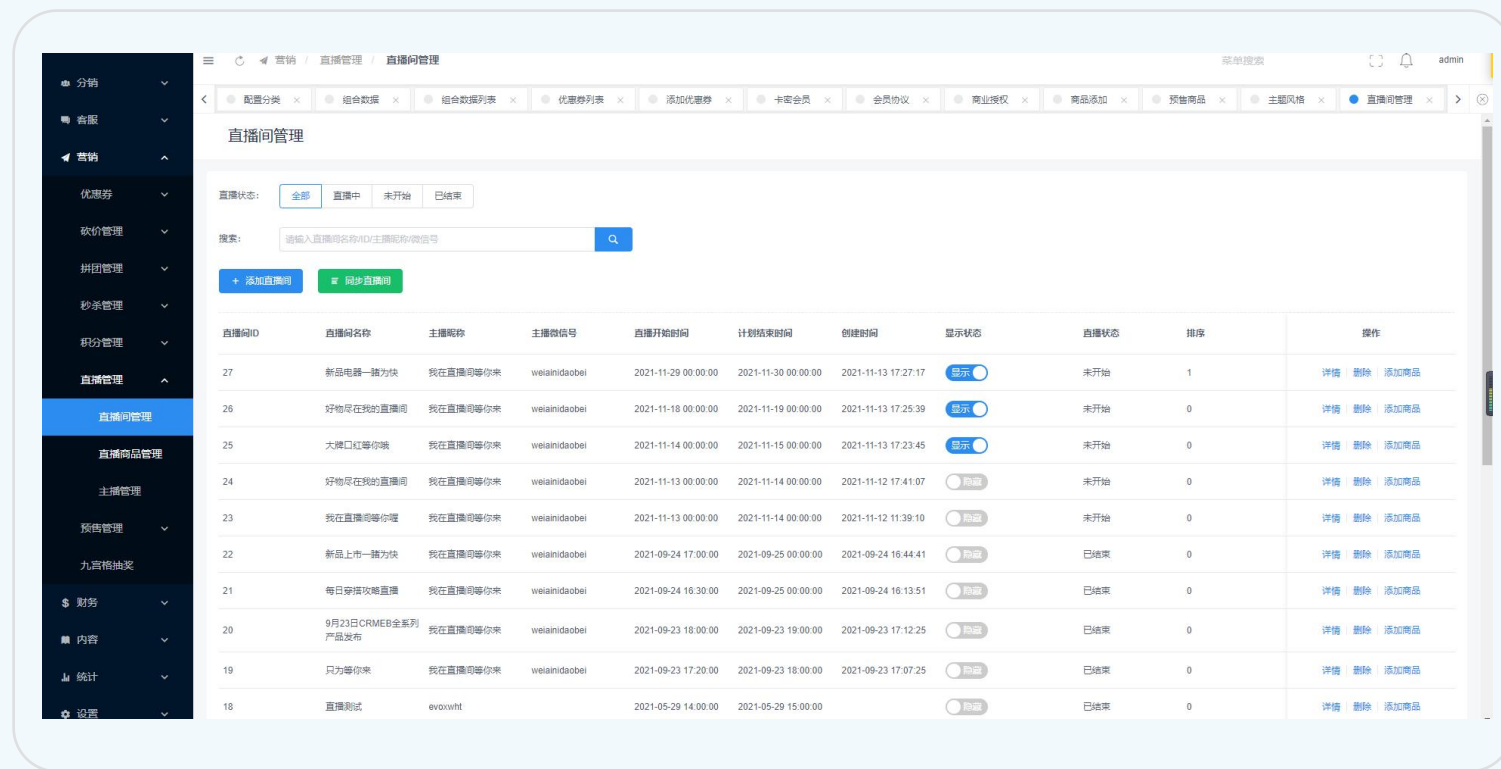 营销 / 直播管理 / 直播间管理 菜单搜索 admin
配置分类 × 组合数据 × 组合数据列表 × 优惠券列表 × 添加优惠券 × 卡密会员 × 会员协议 × 商业授权 × 商品添加 × 预售商品 × 主题风格 × 直播间管理 ×
分销
客服
营销
优惠券
砍价管理
拼团管理
秒杀管理
积分管理
直播管理
直播间管理
直播商品管理
主播管理
预售管理
九宫格抽奖
财务
内容
统计
设置
直播间管理
直播状态: 全部 直播中 未开始 已结束
搜索: 请输入直播间名称/ID/主播昵称/微信号
+ 添加直播间 同步直播间
直播间ID 直播间名称 主播昵称 主播微信号 直播开始时间 计划结束时间 创建时间 显示状态 直播状态 排序 操作
27 新品电器一睹为快 我在直播间等你来 weiainidaobei 2021-11-29 00:00:00 2021-11-30 00:00:00 2021-11-13 17:27:17 显示 未开始 1 详情 删除 添加商品
26 好物尽在我的直播间 我在直播间等你来 weiainidaobei 2021-11-18 00:00:00 2021-11-19 00:00:00 2021-11-13 17:25:39 显示 未开始 0 详情 删除 添加商品
25 大牌口红等你哦 我在直播间等你来 weiainidaobei 2021-11-14 00:00:00 2021-11-15 00:00:00 2021-11-13 17:23:45 显示 未开始 0 详情 删除 添加商品
24 好物尽在我的直播间 我在直播间等你来 weiainidaobei 2021-11-13 00:00:00 2021-11-14 00:00:00 2021-11-12 17:41:07 隐藏 未开始 0 详情 删除 添加商品
23 我在直播间等你喔 我在直播间等你来 weiainidaobei 2021-11-13 00:00:00 2021-11-14 00:00:00 2021-11-12 11:39:10 隐藏 未开始 0 详情 删除 添加商品
22 新品上市一睹为快 我在直播间等你来 weiainidaobei 2021-09-24 17:00:00 2021-09-25 00:00:00 2021-09-24 16:44:41 隐藏 已结束 0 详情 删除 添加商品
21 每日穿搭攻略直播 我在直播间等你来 weiainidaobei 2021-09-24 16:30:00 2021-09-25 00:00:00 2021-09-24 16:13:51 隐藏 已结束 0 详情 删除 添加商品
20 9月23日CRMEB全系列产品发布 我在直播间等你来 weiainidaobei 2021-09-23 18:00:00 2021-09-23 19:00:00 2021-09-23 17:12:25 隐藏 已结束 0 详情 删除 添加商品
19 只为等你来 我在直播间等你来 weiainidaobei 2021-09-23 17:20:00 2021-09-23 18:00:00 2021-09-23 17:07:25 隐藏 已结束 0 详情 删除 添加商品
18 直播测试 evoxwht 2021-05-29 14:00:00 2021-05-29 15:00:00 隐藏 已结束 0 详情 删除 添加商品